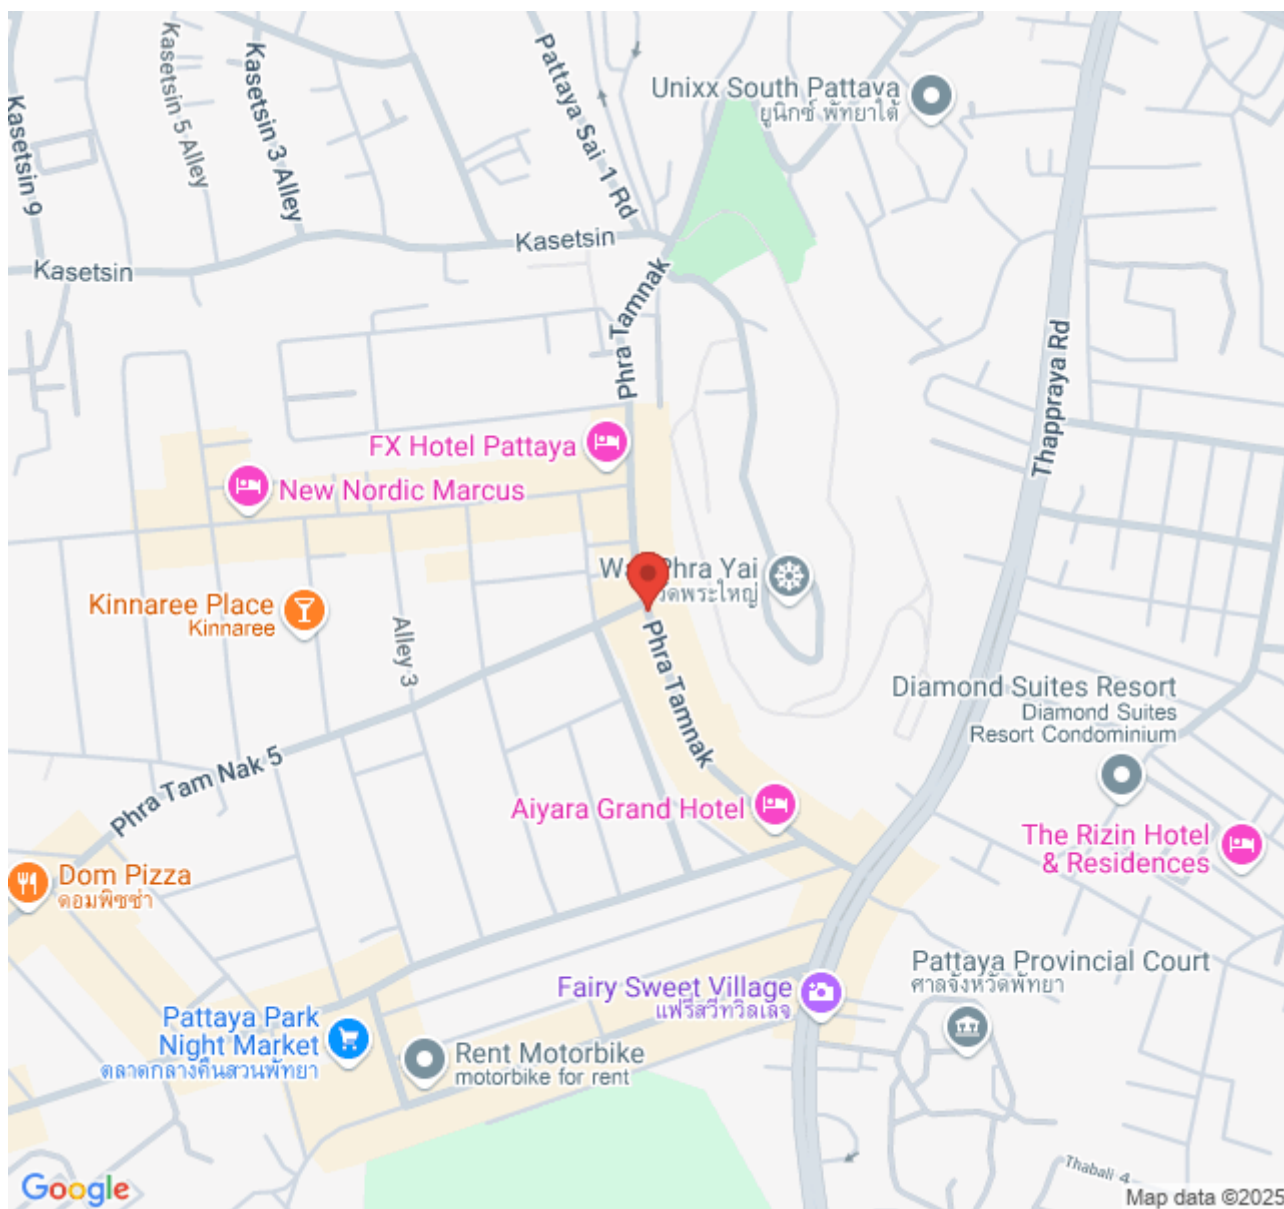 Unixx South Pattaya
ยูนิกซ์ พัทยาใต้
Kasetsin 9
Kasetsin 5 Alley
Kasetsin 3 Alley
Pattaya Sai 1 Rd
Kasetsin
Kasetsin
Phra Tamnak
Thappraya Rd
FX Hotel Pattaya
New Nordic Marcus
Phra Yai
วัดพระใหญ่
Kinnaree Place
Kinnaree
Alley 3
Phra Tamnak
Diamond Suites Resort
Diamond Suites
Resort Condominium
Phra Tam Nak 5
Aiyara Grand Hotel
The Rizin Hotel
& Residences
Dom Pizza
ดอมพิซซ่า
Pattaya Provincial Court
ศาลจังหวัดพัทยา
Fairy Sweet Village
แฟรี่สวีทวิลเลจ
Pattaya Park
Night Market
ตลาดกลางคืนสวนพัทยา
Rent Motorbike
motorbike for rent
Thabali 4
Google
Map data ©2025